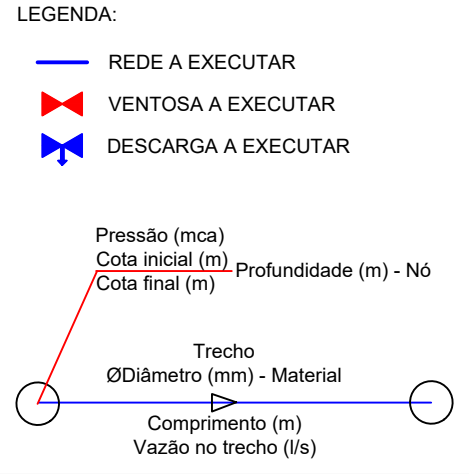 LEGENDA:
REDE A EXECUTAR
VENTOSA A EXECUTAR
DESCARGA A EXECUTAR
Pressão (mca)
Cota inicial (m)
Profundidade (m) - Nó
Cota final (m)
Trecho
ØDiâmetro (mm) - Material
Comprimento (m)
Vazão no trecho (l/s)